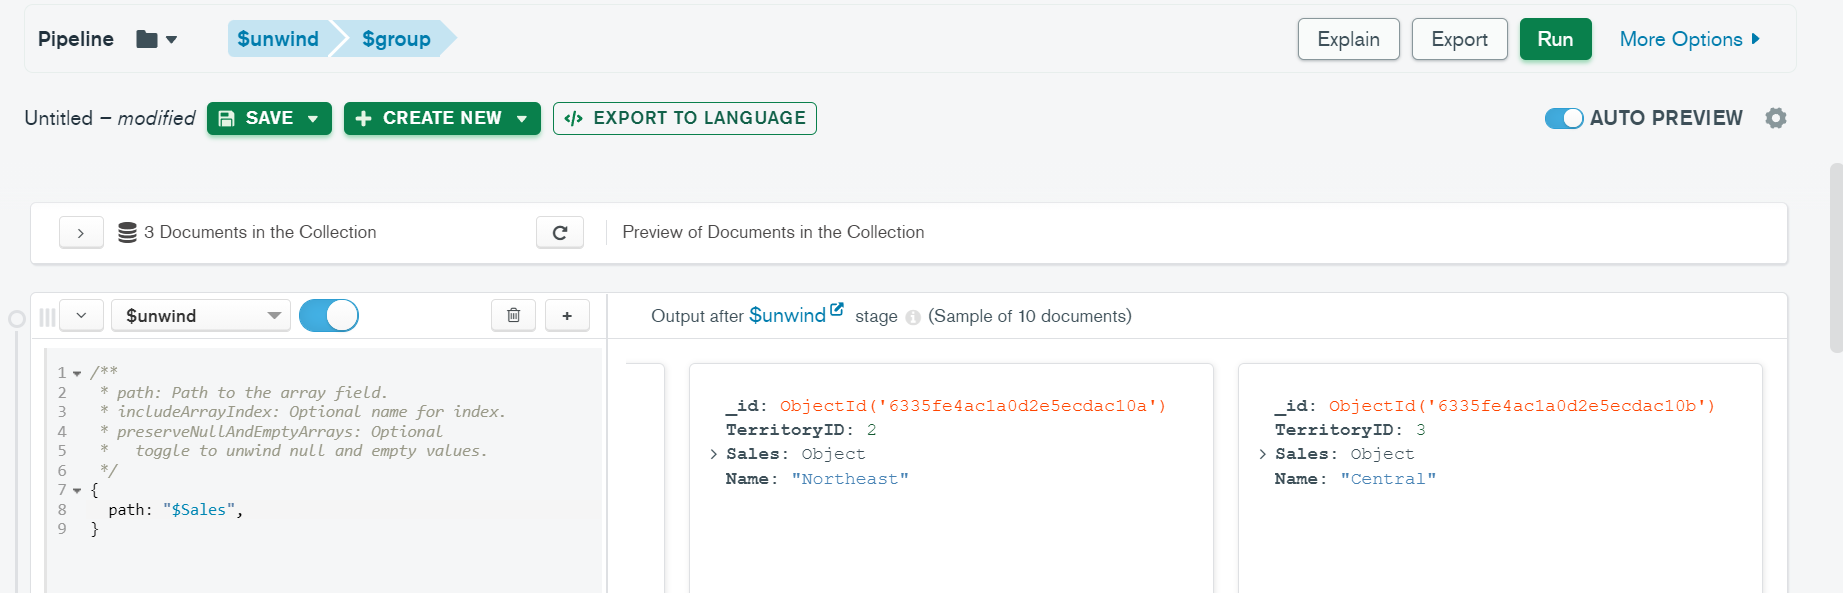 Pipeline $unwind $group Explain Export Run More Options
Untitled – modified SAVE CREATE NEW </> EXPORT TO LANGUAGE AUTO PREVIEW
3 Documents in the Collection Preview of Documents in the Collection
$unwind + Output after $unwind stage (Sample of 10 documents)
1 /**
2 * path: Path to the array field.
3 * includeArrayIndex: Optional name for index.
4 * preserveNullAndEmptyArrays: Optional
5 * toggle to unwind null and empty values.
6 */
7 {
8 path: "$Sales",
9 }
_id: ObjectId('6335fe4ac1a0d2e5ecdac10a')
TerritoryID: 2
Sales: Object
Name: "Northeast"
_id: ObjectId('6335fe4ac1a0d2e5ecdac10b')
TerritoryID: 3
Sales: Object
Name: "Central"